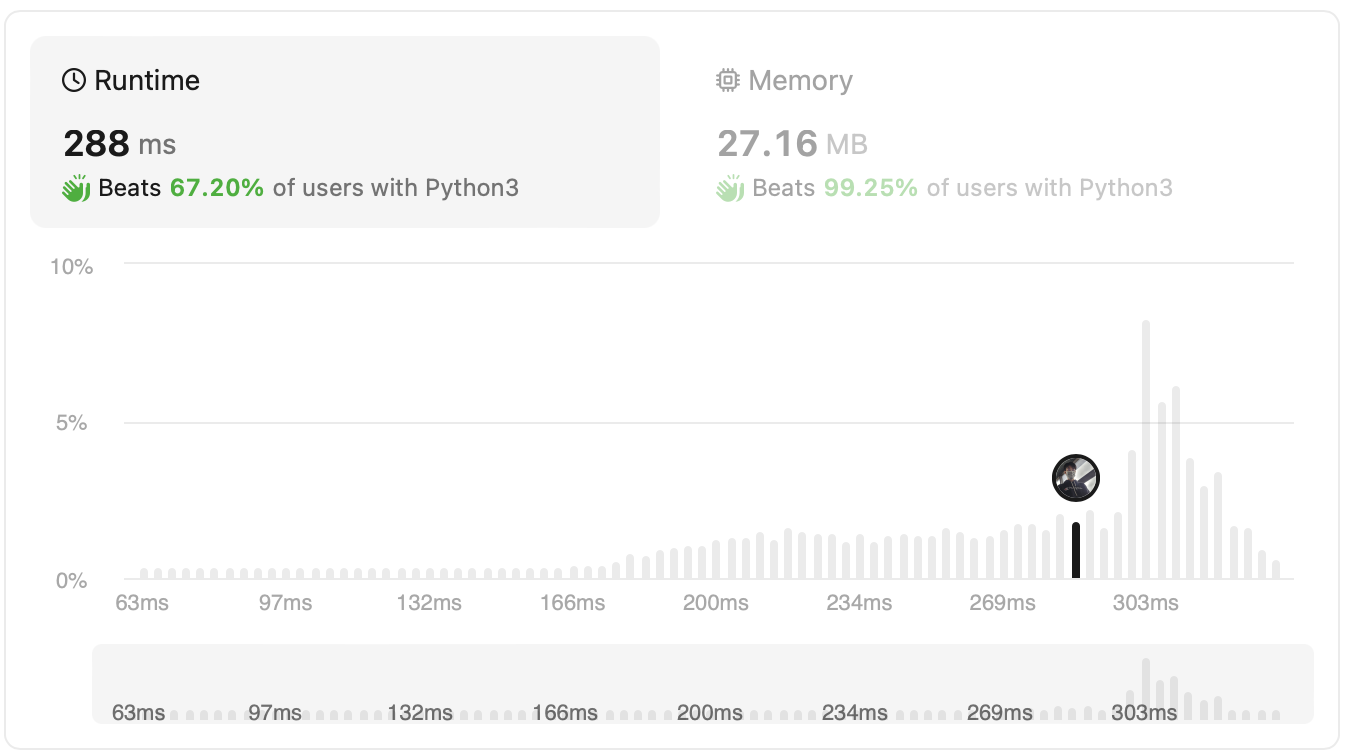 Runtime
288 ms
Beats 67.20% of users with Python3
Memory
27.16 MB
Beats 99.25% of users with Python3
10%
5%
0%
63ms 97ms 132ms 166ms 200ms 234ms 269ms 303ms
63ms 97ms 132ms 166ms 200ms 234ms 269ms 303ms